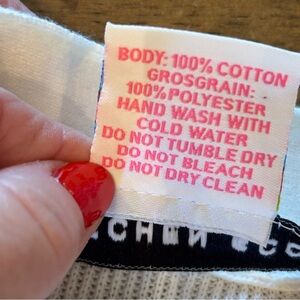 BODY: 100% COTTON
GROSGRAIN:
100% POLYESTER
HAND WASH WITH
COLD WATER
DO NOT TUMBLE DRY
DO NOT BLEACH
DO NOT DRY CLEAN